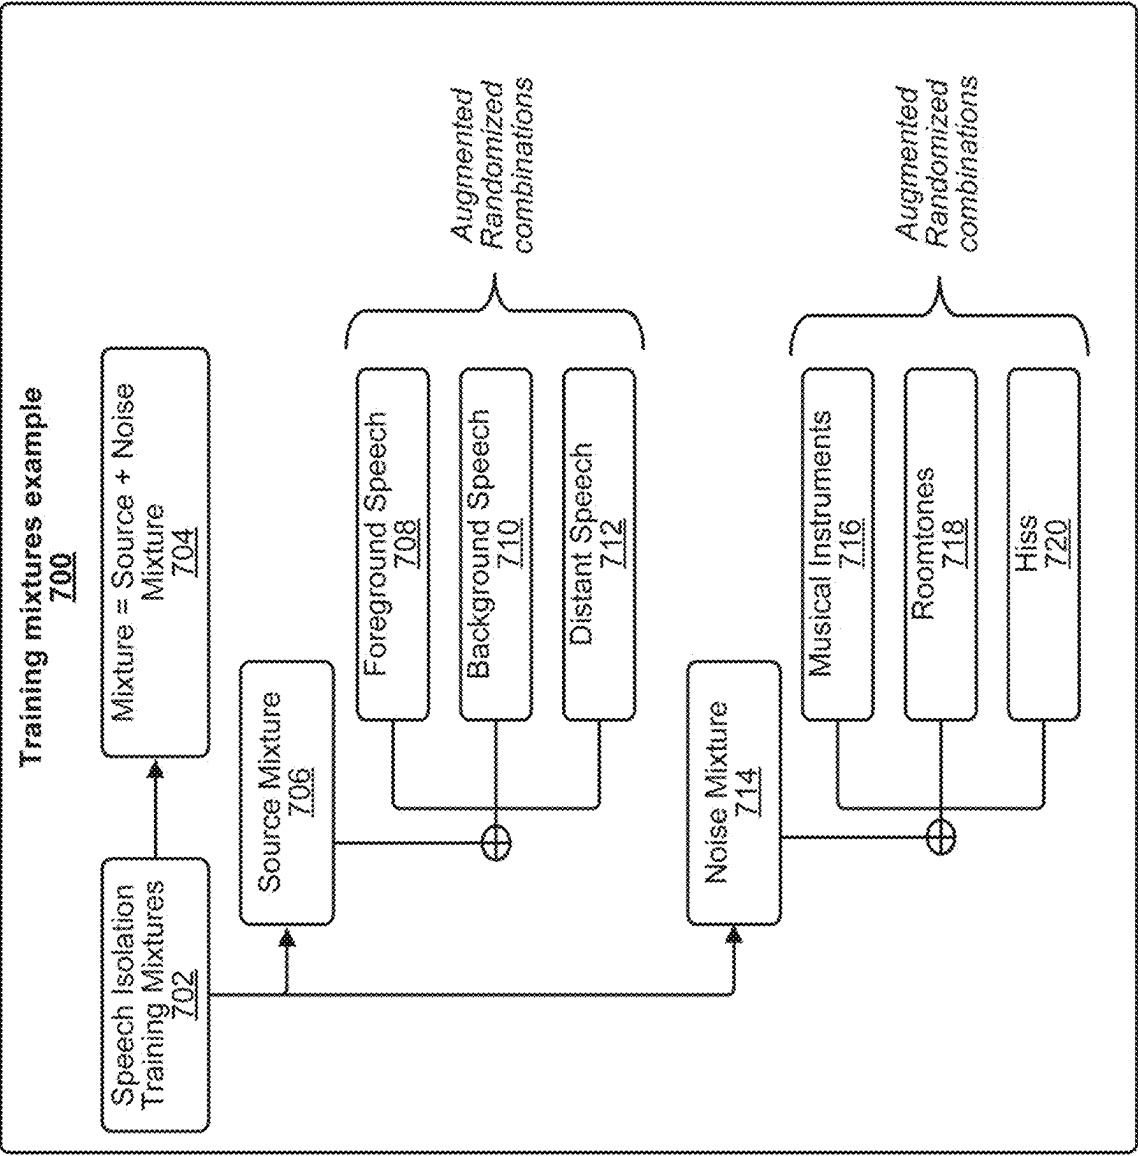 Training mixtures example
700
Speech Isolation
Training Mixtures
702
Mixture = Source + Noise
Mixture
704
Source Mixture
706
Foreground Speech
708
Background Speech
710
Distant Speech
712
Augmented
Randomized
combinations
Noise Mixture
714
Musical Instruments
716
Roomtones
718
Hiss
720
Augmented
Randomized
combinations